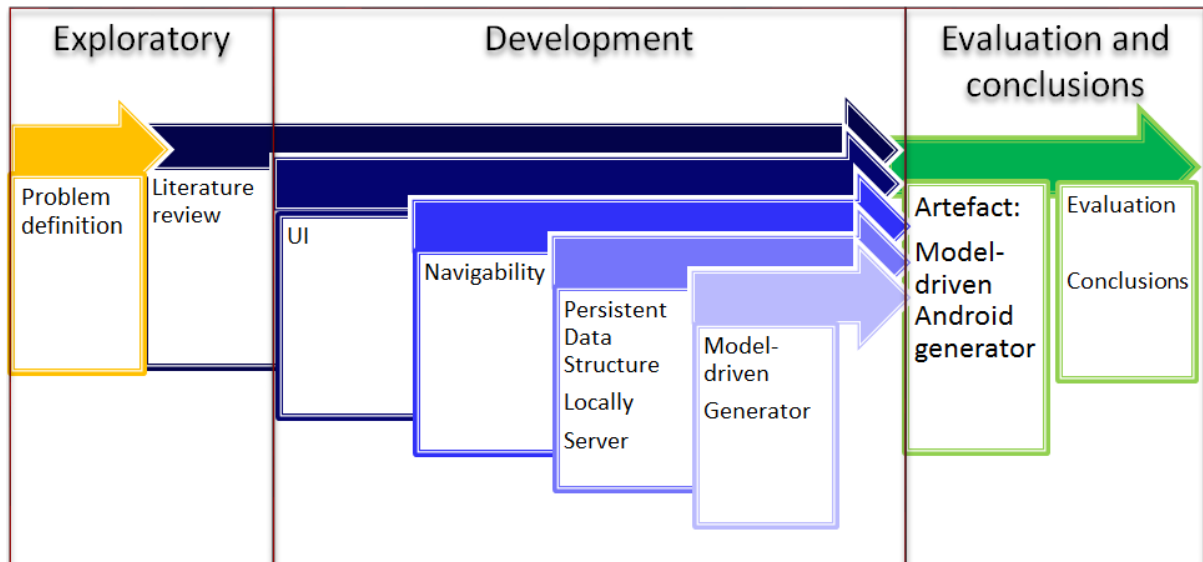 Exploratory
Development
Evaluation and
conclusions
Problem
definition
Literature
review
UI
Navigability
Persistent
Data
Structure
Locally
Server
Model-
driven
Generator
Artefact:
Model-
driven
Android
generator
Evaluation
Conclusions